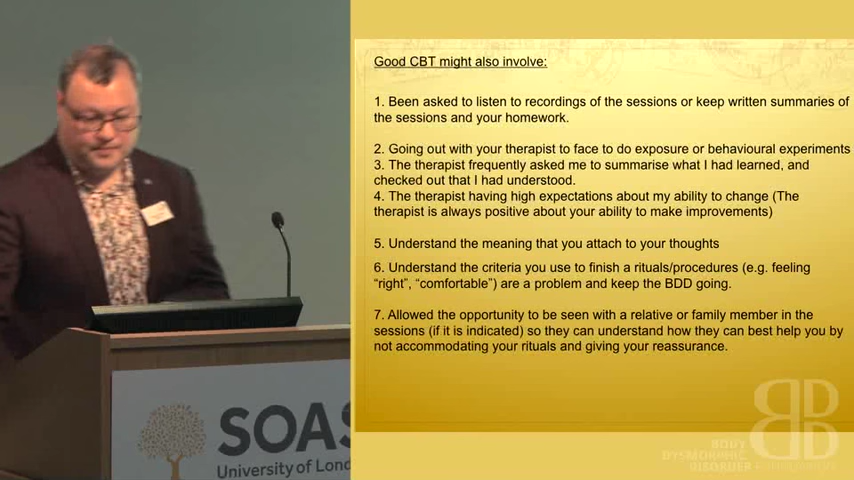 Good CBT might also involve:
1. Been asked to listen to recordings of the sessions or keep written summaries of
the sessions and your homework.
2. Going out with your therapist to face to do exposure or behavioural experiments
3. The therapist frequently asked me to summarise what I had learned, and
checked out that I had understood.
4. The therapist having high expectations about my ability to change (The
therapist is always positive about your ability to make improvements)
5. Understand the meaning that you attach to your thoughts
6. Understand the criteria you use to finish a rituals/procedures (e.g. feeling
“right”, “comfortable”) are a problem and keep the BDD going.
7. Allowed the opportunity to be seen with a relative or family member in the
sessions (if it is indicated) so they can understand how they can best help you by
not accommodating your rituals and giving your reassurance.
SOAS
University of Lond
BODY
DYSMORPHIC
DISORDER